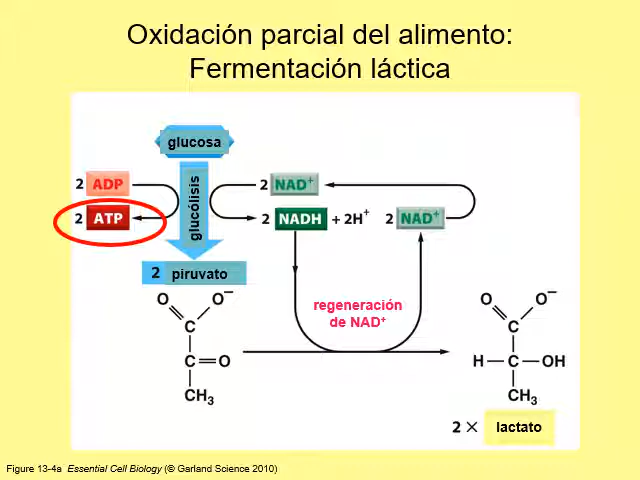 Oxidación parcial del alimento:
Fermentación láctica
glucosa
glucólisis
2 ADP
2 ATP
2 NAD⁺
2 NADH + 2H⁺
2 NAD⁺
2 piruvato
regeneración
de NAD⁺
O O⁻
C
C=O
CH₃
O O⁻
C
H–C–OH
CH₃
2 × lactato
Figure 13-4a Essential Cell Biology (© Garland Science 2010)